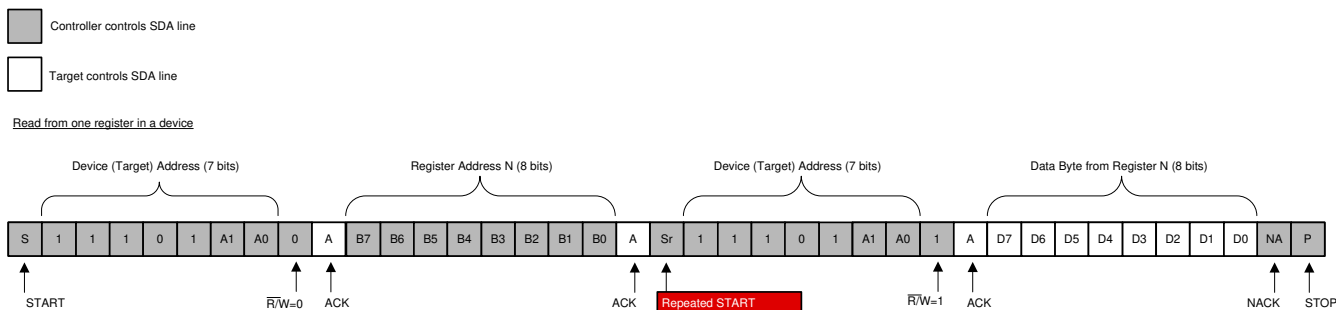 Controller controls SDA line
Target controls SDA line
Read from one register in a device
Device (Target) Address (7 bits) Register Address N (8 bits) Device (Target) Address (7 bits) Data Byte from Register N (8 bits)
S 1 1 1 0 1 A1 A0 0 A B7 B6 B5 B4 B3 B2 B1 B0 A Sr 1 1 1 0 1 A1 A0 1 A D7 D6 D5 D4 D3 D2 D1 D0 NA P
START R/W=0 ACK ACK Repeated START R/W=1 ACK NACK STOP